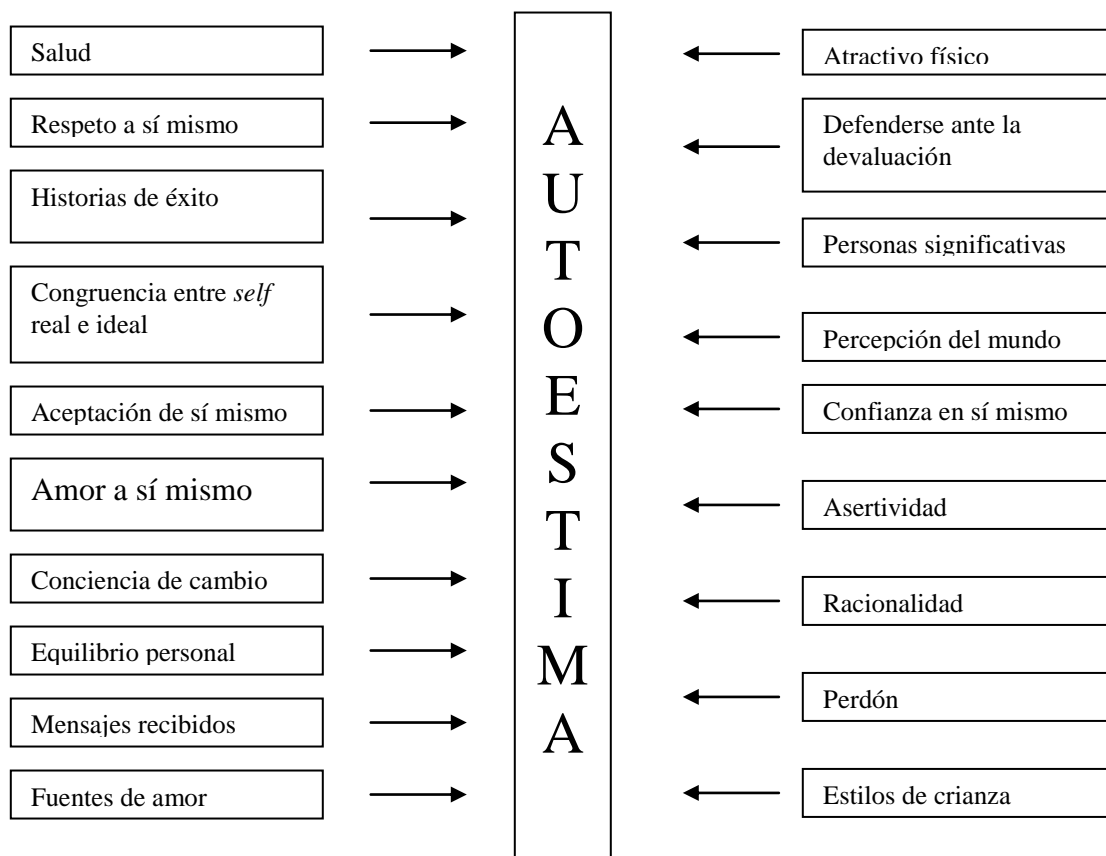 Salud
Respeto a sí mismo
Historias de éxito
Congruencia entre self
real e ideal
Aceptación de sí mismo
Amor a sí mismo
Conciencia de cambio
Equilibrio personal
Mensajes recibidos
Fuentes de amor
A
U
T
O
E
S
T
I
M
A
Atractivo físico
Defenderse ante la
devaluación
Personas significativas
Percepción del mundo
Confianza en sí mismo
Asertividad
Racionalidad
Perdón
Estilos de crianza